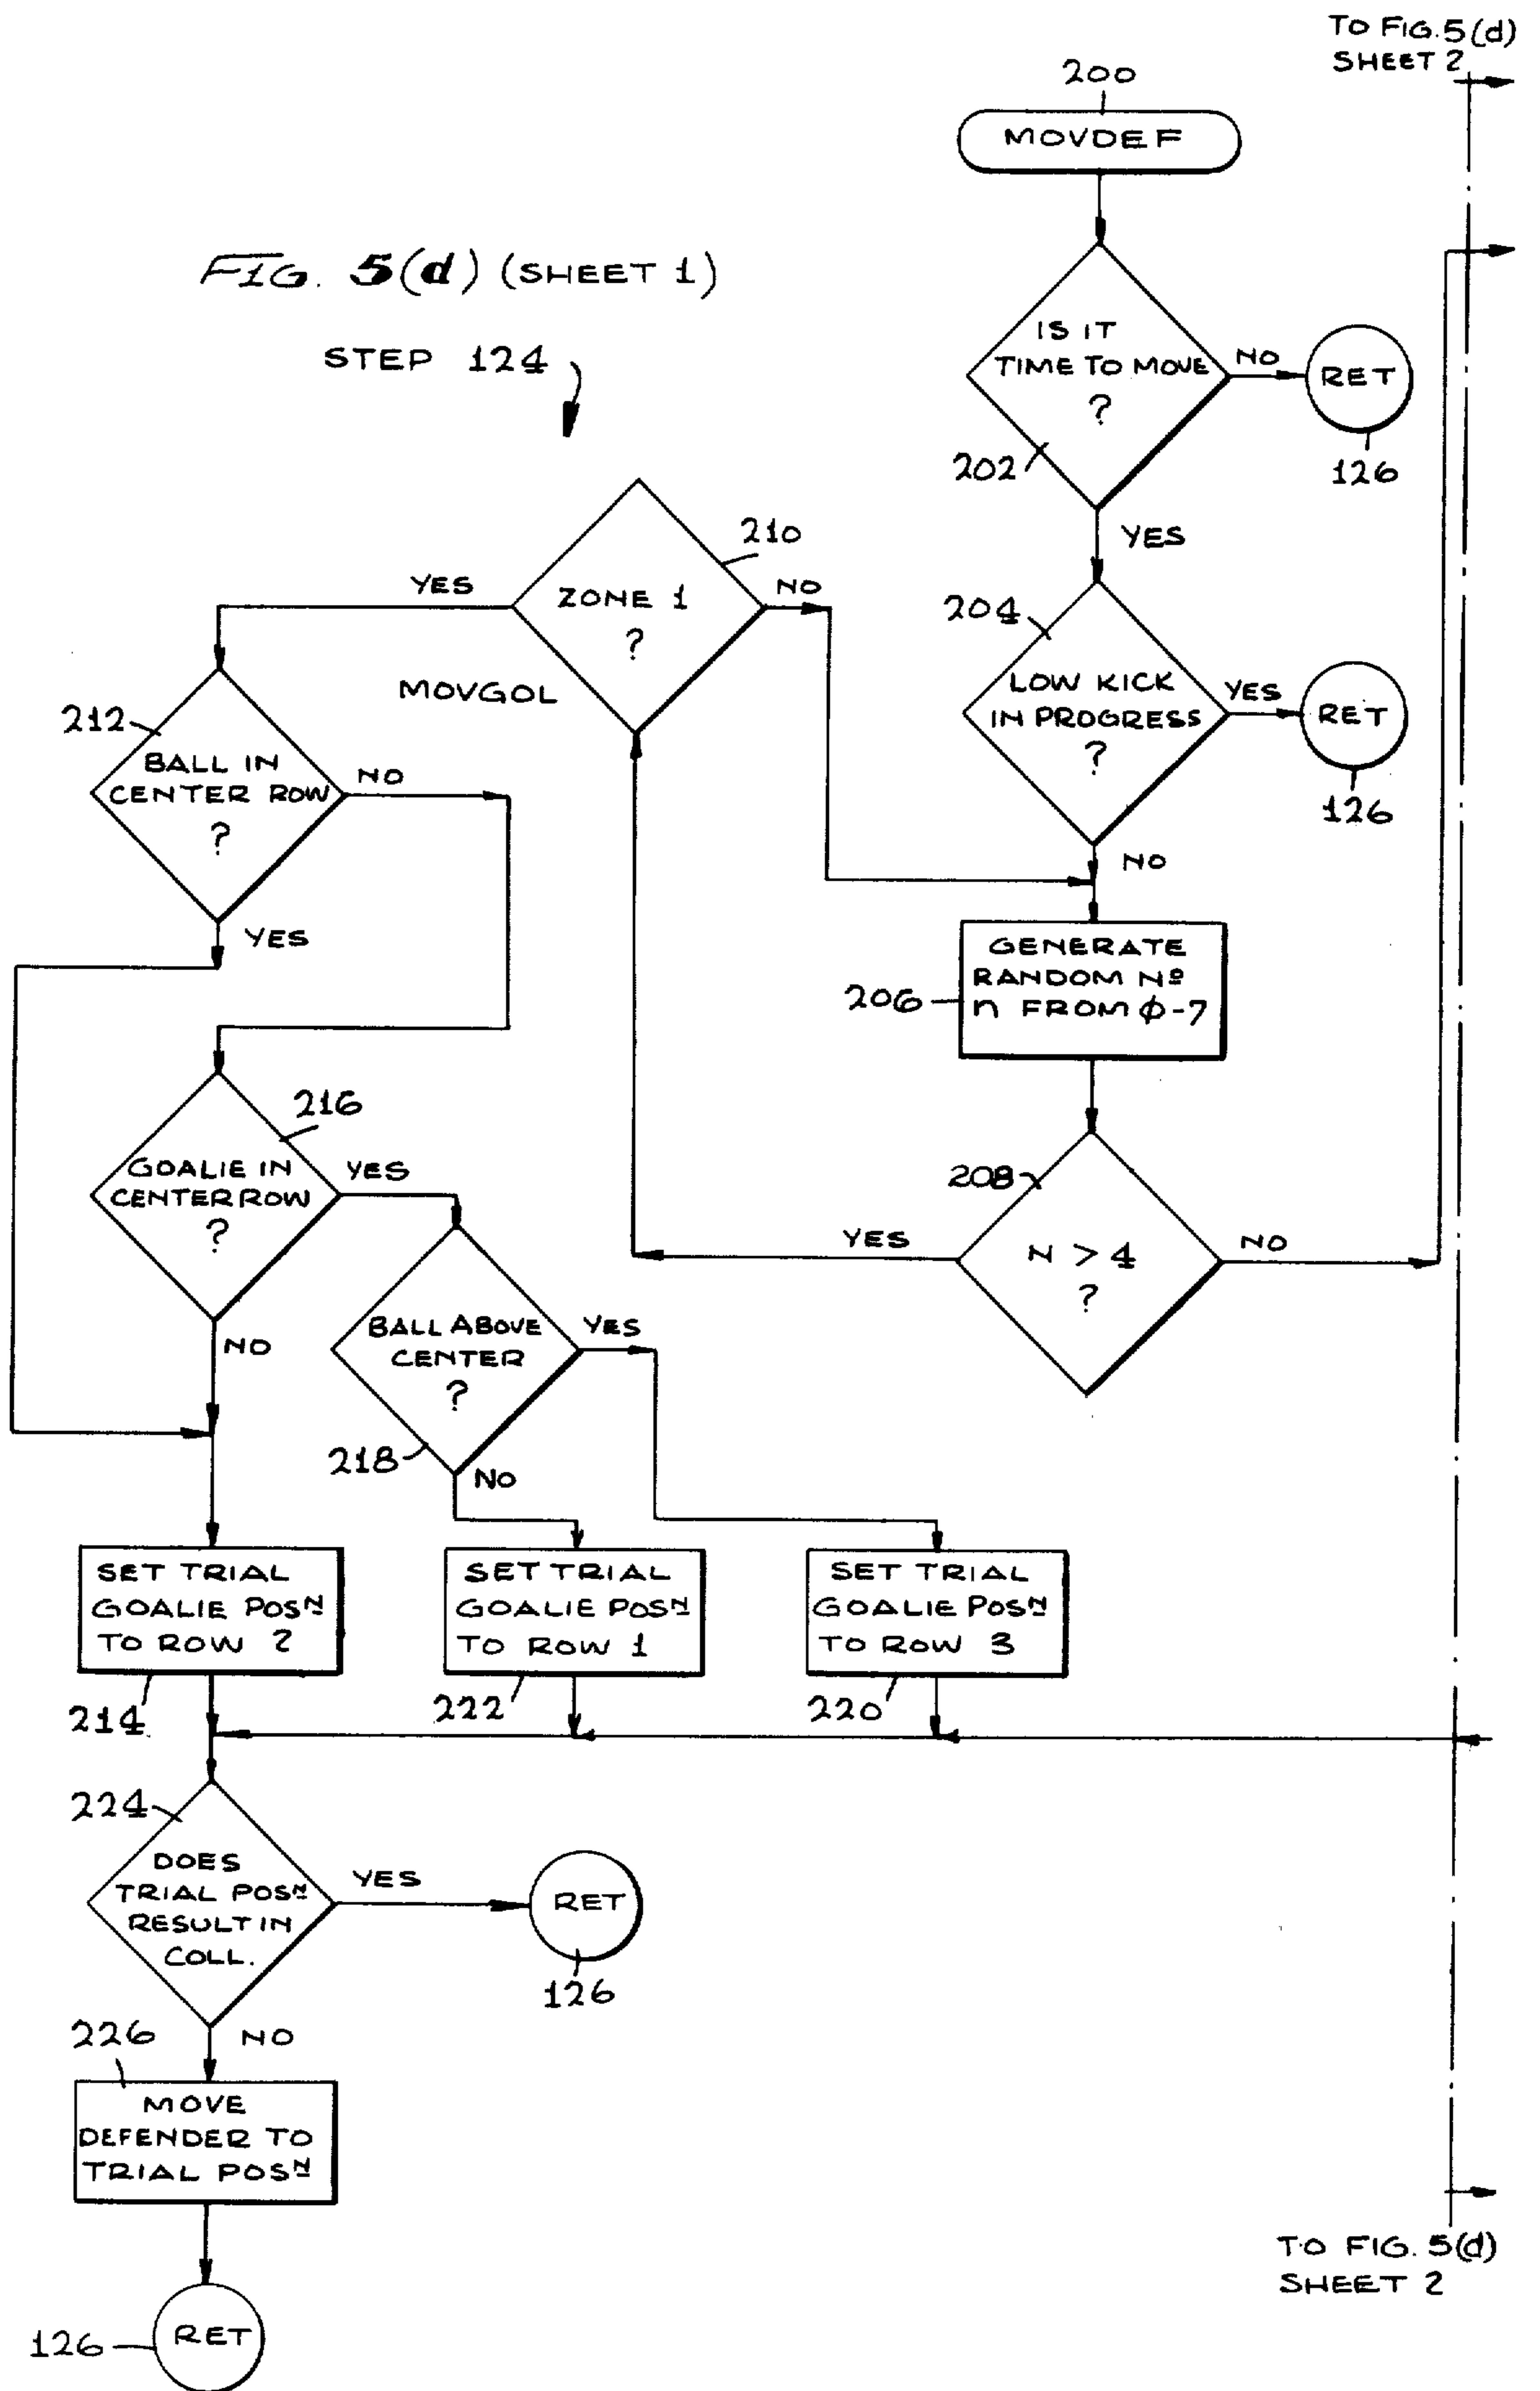 TO FIG. 5(d)
SHEET 2
200
MOVDEF
FIG. 5(d) (SHEET 1)
STEP 124
IS IT
TIME TO MOVE
?
NO
RET
202
126
YES
210
YES
ZONE 1
?
NO
204
MOVGOL
LOW KICK
IN PROGRESS
?
YES
RET
126
212
BALL IN
CENTER ROW
?
NO
NO
YES
GENERATE
RANDOM Nº
n FROM ϕ-7
206
216
GOALIE IN
CENTER ROW
?
YES
208
N > 4
?
YES
NO
NO
BALL ABOVE
CENTER
?
YES
218
NO
SET TRIAL
GOALIE POSN
TO ROW 2
SET TRIAL
GOALIE POSN
TO ROW 1
SET TRIAL
GOALIE POSN
TO ROW 3
214
222
220
224
DOES
TRIAL POSN
RESULT IN
COLL.
YES
RET
126
226
NO
MOVE
DEFENDER TO
TRIAL POSN
TO FIG. 5(d)
SHEET 2
126
RET